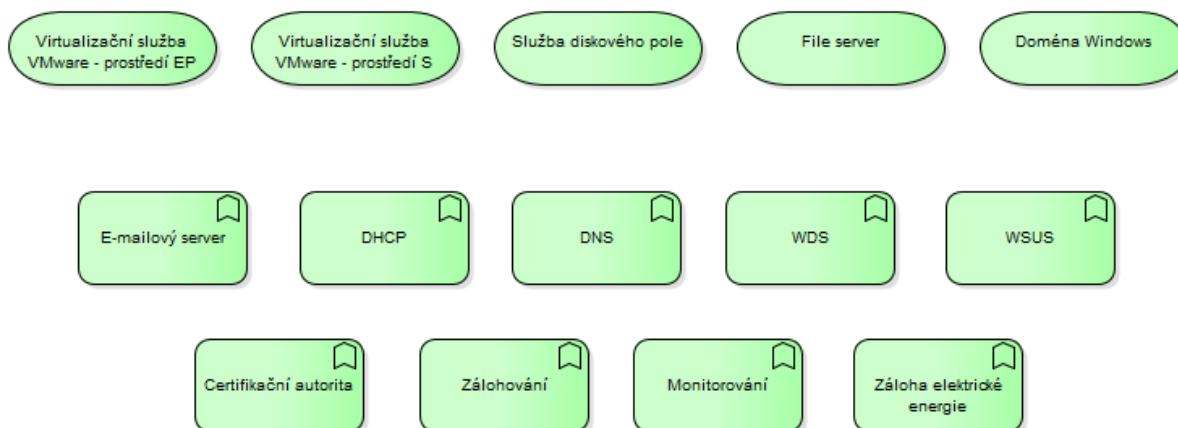 Virtualizační služba
VMware - prostředí EP
Virtualizační služba
VMware - prostředí S
Služba diskového pole
File server
Doména Windows
E-mailový server
DHCP
DNS
WDS
WSUS
Certifikační autorita
Zálohování
Monitorování
Záloha elektrické
energie